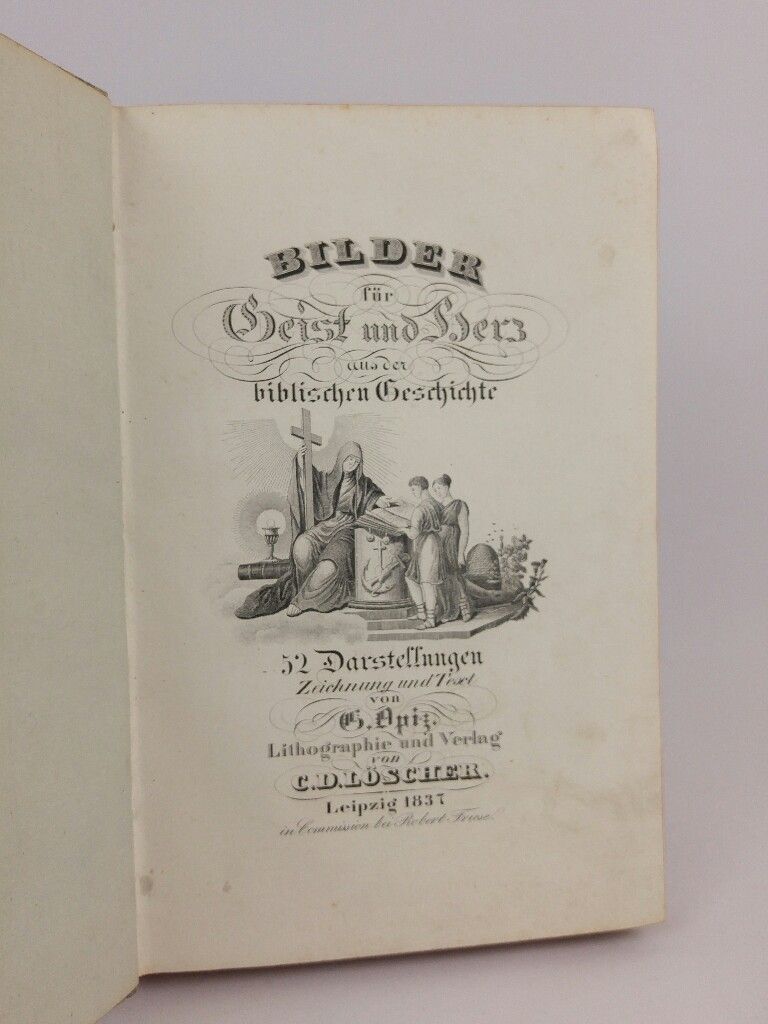 BILDER
für
Geist und Herz
aus der
biblischen Geschichte
52 Darstellungen
Zeichnung und Text
von
G. Opiz.
Lithographie und Verlag
von
C.D. LÖSCHER.
Leipzig 1837
in Commission bei Robert Friese.